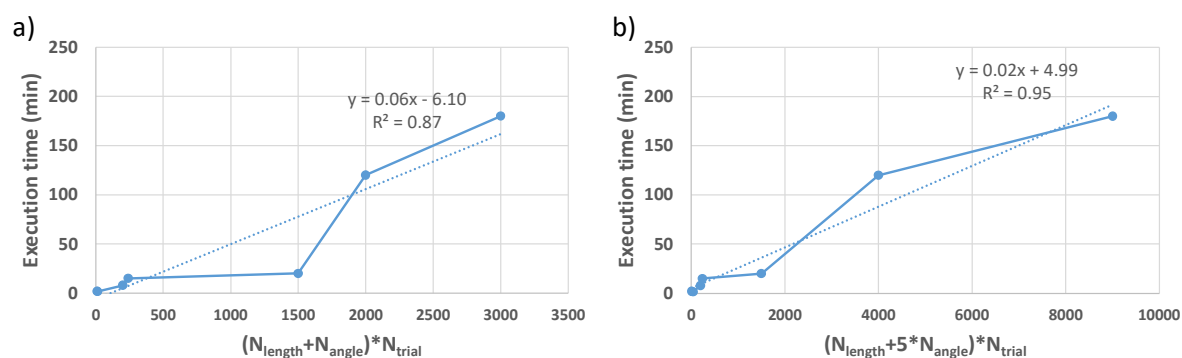 a)
250
200
150
100
50
0
Execution time (min)
y = 0.06x - 6.10
R² = 0.87
0 500 1000 1500 2000 2500 3000 3500
(Nlength+Nangle)*Ntrial
b)
250
200
150
100
50
0
Execution time (min)
y = 0.02x + 4.99
R² = 0.95
0 2000 4000 6000 8000 10000
(Nlength+5*Nangle)*Ntrial